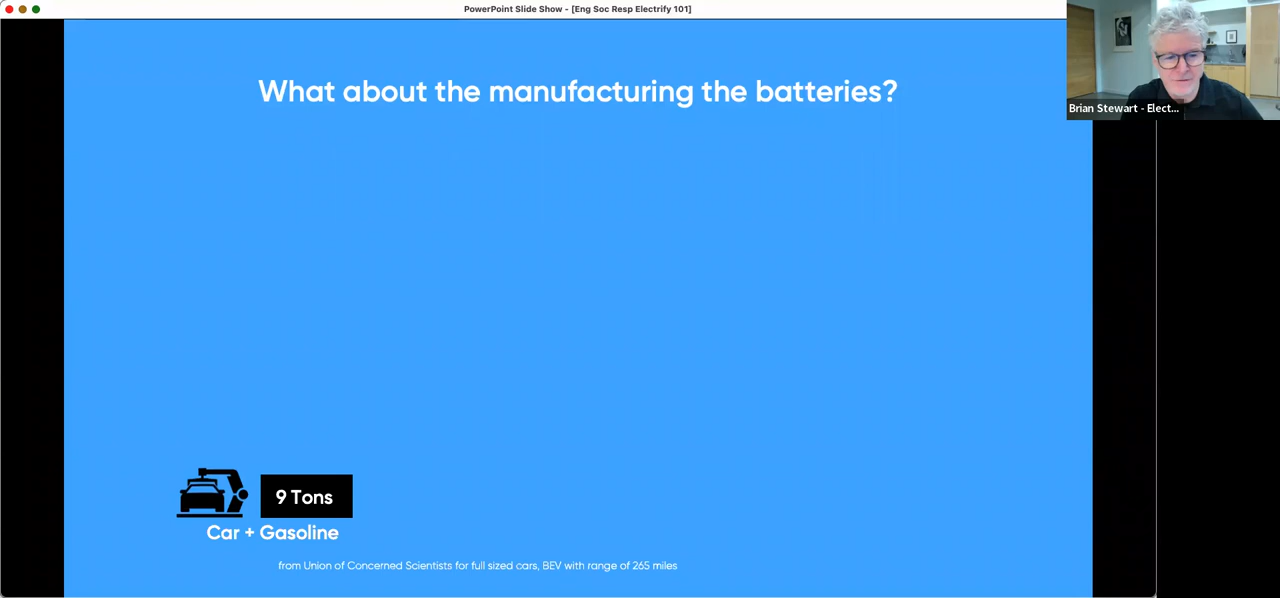 PowerPoint Slide Show - [Eng Soc Resp Electrify 101]
Brian Stewart - Elect...
What about the manufacturing the batteries?
9 Tons
Car + Gasoline
from Union of Concerned Scientists for full sized cars, BEV with range of 265 miles